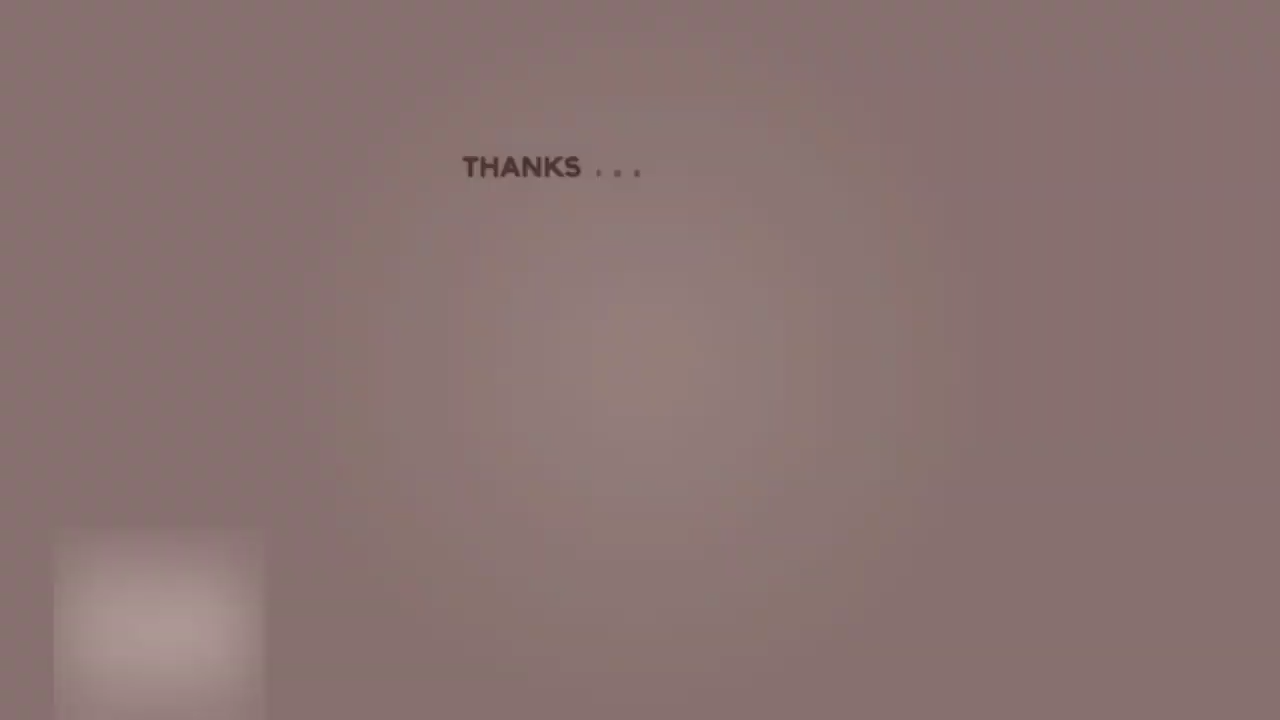 THANKS . . .